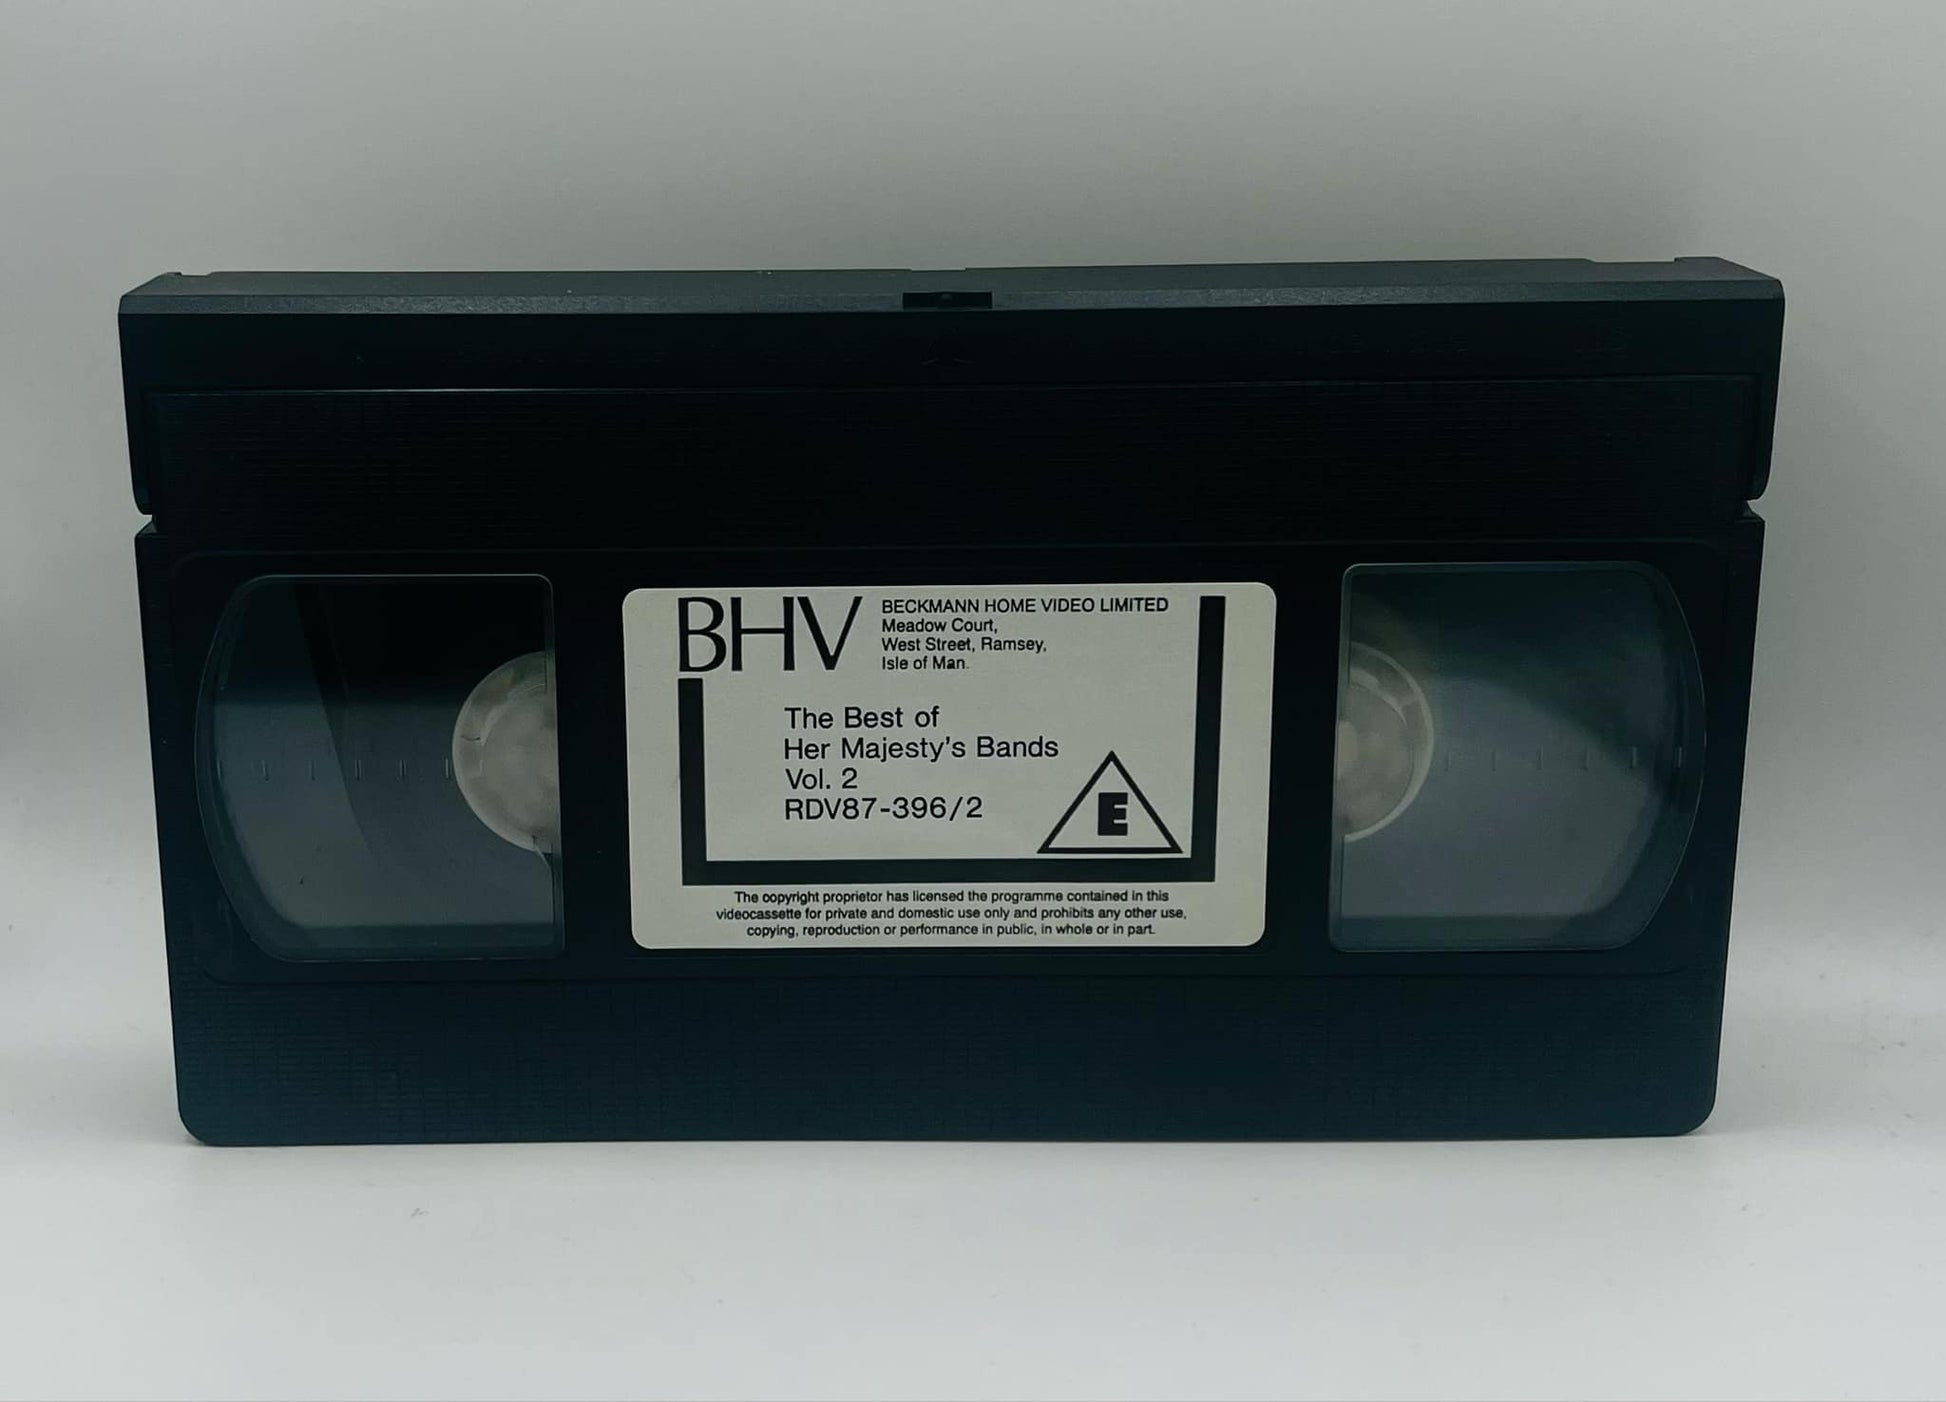 BHV
BECKMANN HOME VIDEO LIMITED
Meadow Court,
West Street, Ramsey,
Isle of Man.
The Best of
Her Majesty's Bands
Vol. 2
RDV87-396/2
E
The copyright proprietor has licensed the programme contained in this
videocassette for private and domestic use only and prohibits any other use,
copying, reproduction or performance in public, in whole or in part.